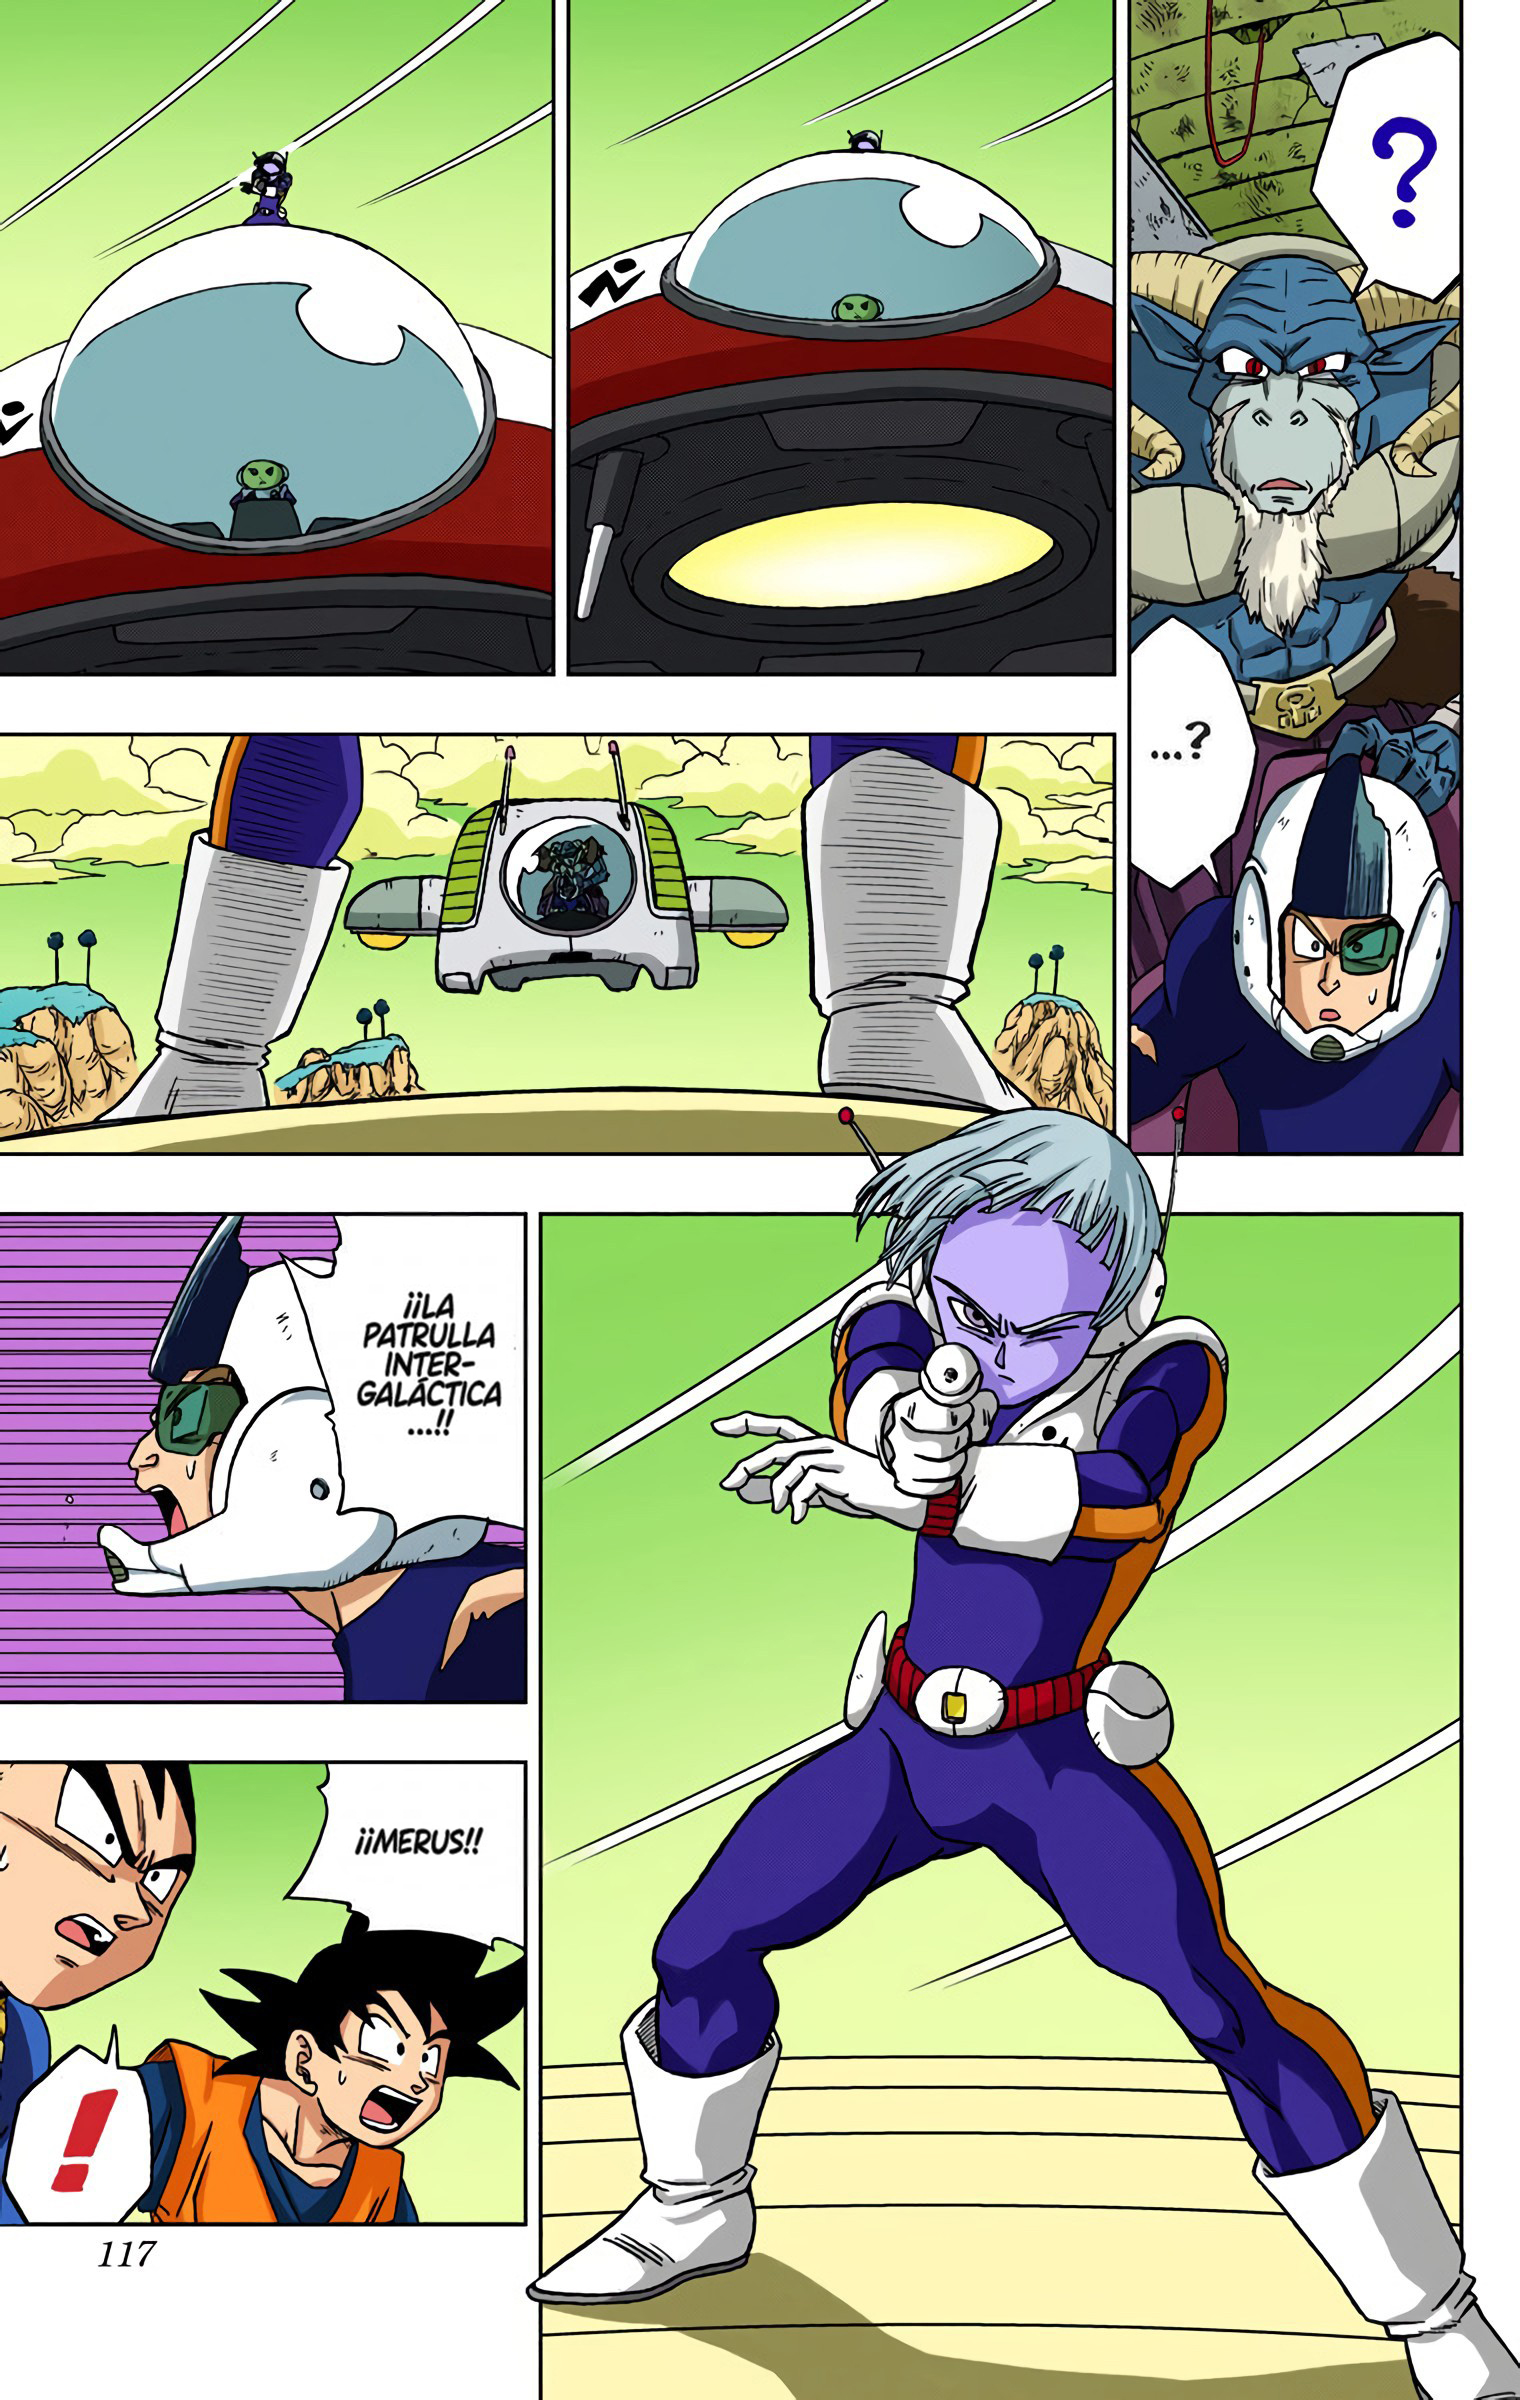 ?
...?
¡¡LA
PATRULLA
INTER-
GALÁCTICA
...!!
¡¡MERUS!!
!
117